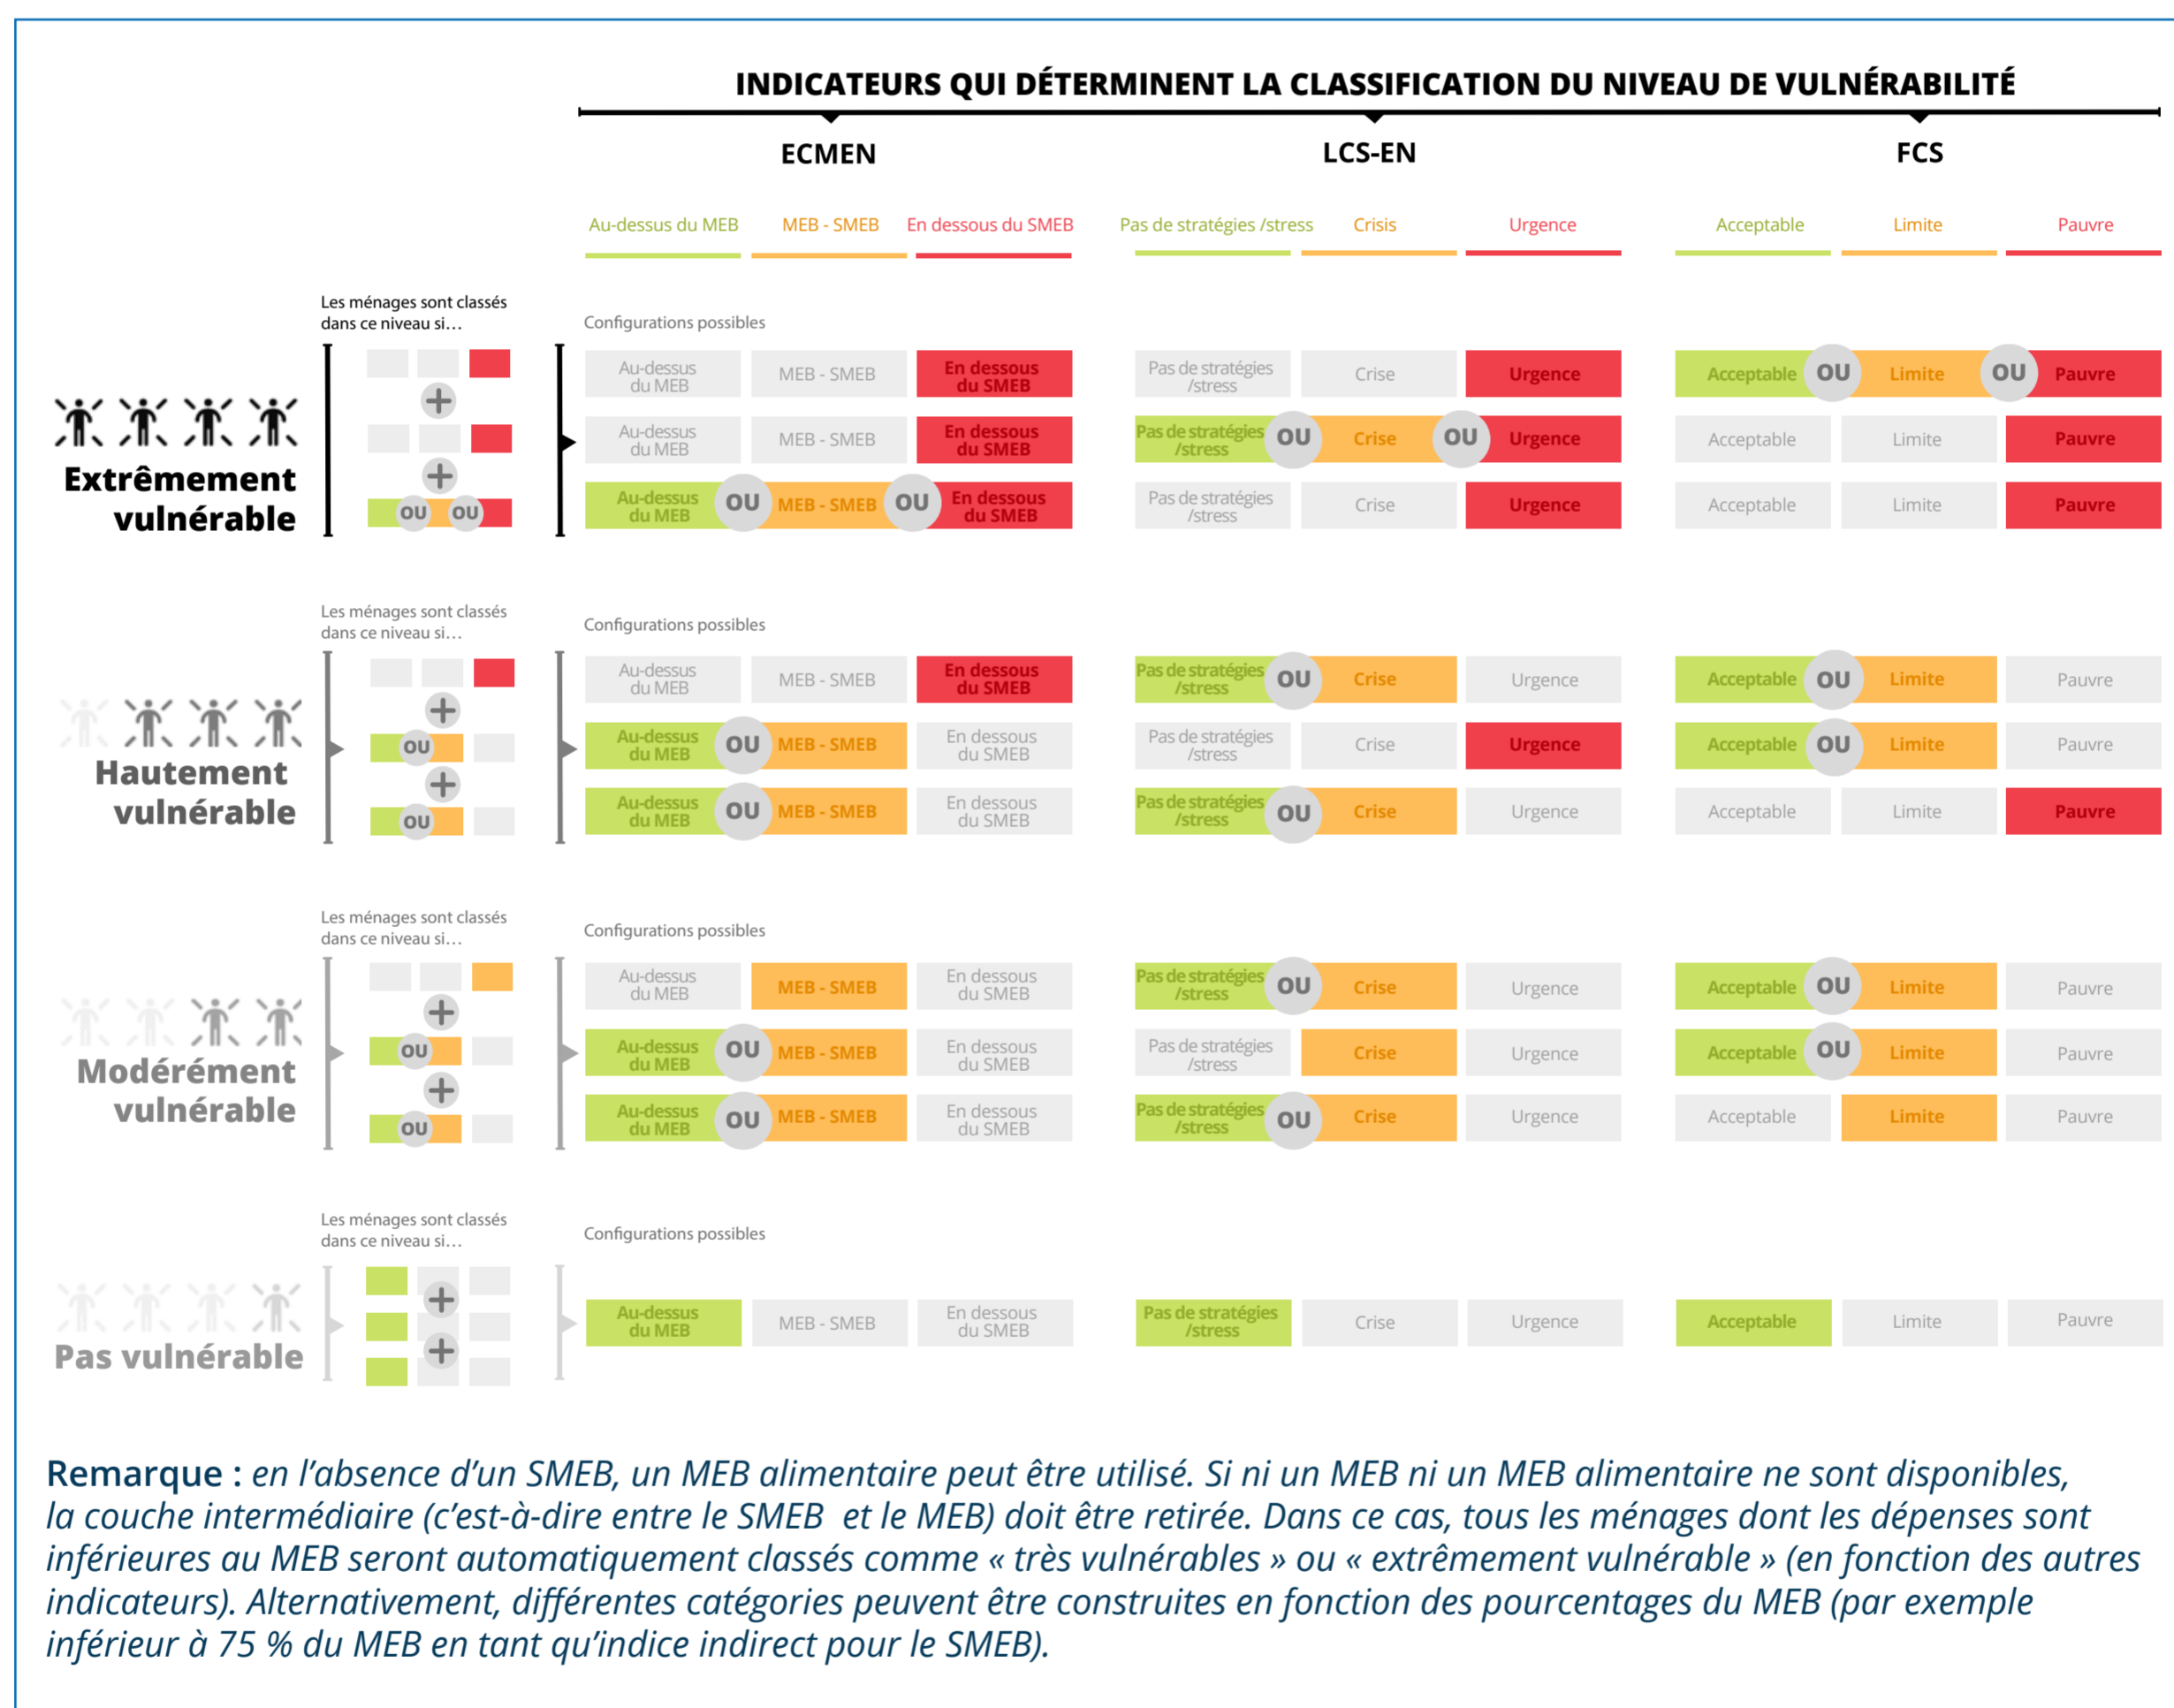 INDICATEURS QUI DÉTERMINENT LA CLASSIFICATION DU NIVEAU DE VULNÉRABILITÉ
ECMEN LCS-EN FCS
Au-dessus du MEB MEB - SMEB En dessous du SMEB Pas de stratégies /stress Crisis Urgence Acceptable Limite Pauvre
Les ménages sont classés
dans ce niveau si…
Configurations possibles
Extrêmement
vulnérable
+
+
OU OU
Au-dessus
du MEB
MEB - SMEB
En dessous
du SMEB
Pas de stratégies
/stress
Crise
Urgence
Acceptable OU Limite OU Pauvre
Au-dessus
du MEB
MEB - SMEB
En dessous
du SMEB
Pas de stratégies
/stress
OU Crise OU Urgence
Acceptable Limite Pauvre
Au-dessus
du MEB
OU MEB - SMEB OU
En dessous
du SMEB
Pas de stratégies
/stress
Crise
Urgence
Acceptable Limite Pauvre
Les ménages sont classés
dans ce niveau si…
Configurations possibles
Hautement
vulnérable
+
OU
+
OU
Au-dessus
du MEB
MEB - SMEB
En dessous
du SMEB
Pas de stratégies
/stress
OU Crise Urgence
Acceptable OU Limite Pauvre
Au-dessus
du MEB
OU MEB - SMEB
En dessous
du SMEB
Pas de stratégies
/stress
Crise Urgence
Acceptable OU Limite Pauvre
Au-dessus
du MEB
OU MEB - SMEB
En dessous
du SMEB
Pas de stratégies
/stress
OU Crise Urgence
Acceptable Limite Pauvre
Les ménages sont classés
dans ce niveau si…
Configurations possibles
Modérément
vulnérable
+
OU
+
OU
Au-dessus
du MEB
MEB - SMEB
En dessous
du SMEB
Pas de stratégies
/stress
OU Crise Urgence
Acceptable OU Limite Pauvre
Au-dessus
du MEB
OU MEB - SMEB
En dessous
du SMEB
Pas de stratégies
/stress
Crise Urgence
Acceptable OU Limite Pauvre
Au-dessus
du MEB
OU MEB - SMEB
En dessous
du SMEB
Pas de stratégies
/stress
OU Crise Urgence
Acceptable Limite Pauvre
Les ménages sont classés
dans ce niveau si…
Configurations possibles
Pas vulnérable
+
+
Au-dessus
du MEB
MEB - SMEB
En dessous
du SMEB
Pas de stratégies
/stress
Crise Urgence
Acceptable Limite Pauvre
Remarque : en l’absence d’un SMEB, un MEB alimentaire peut être utilisé. Si ni un MEB ni un MEB alimentaire ne sont disponibles,
la couche intermédiaire (c’est-à-dire entre le SMEB et le MEB) doit être retirée. Dans ce cas, tous les ménages dont les dépenses sont
inférieures au MEB seront automatiquement classés comme « très vulnérables » ou « extrêmement vulnérable » (en fonction des autres
indicateurs). Alternativement, différentes catégories peuvent être construites en fonction des pourcentages du MEB (par exemple
inférieur à 75 % du MEB en tant qu’indice indirect pour le SMEB).